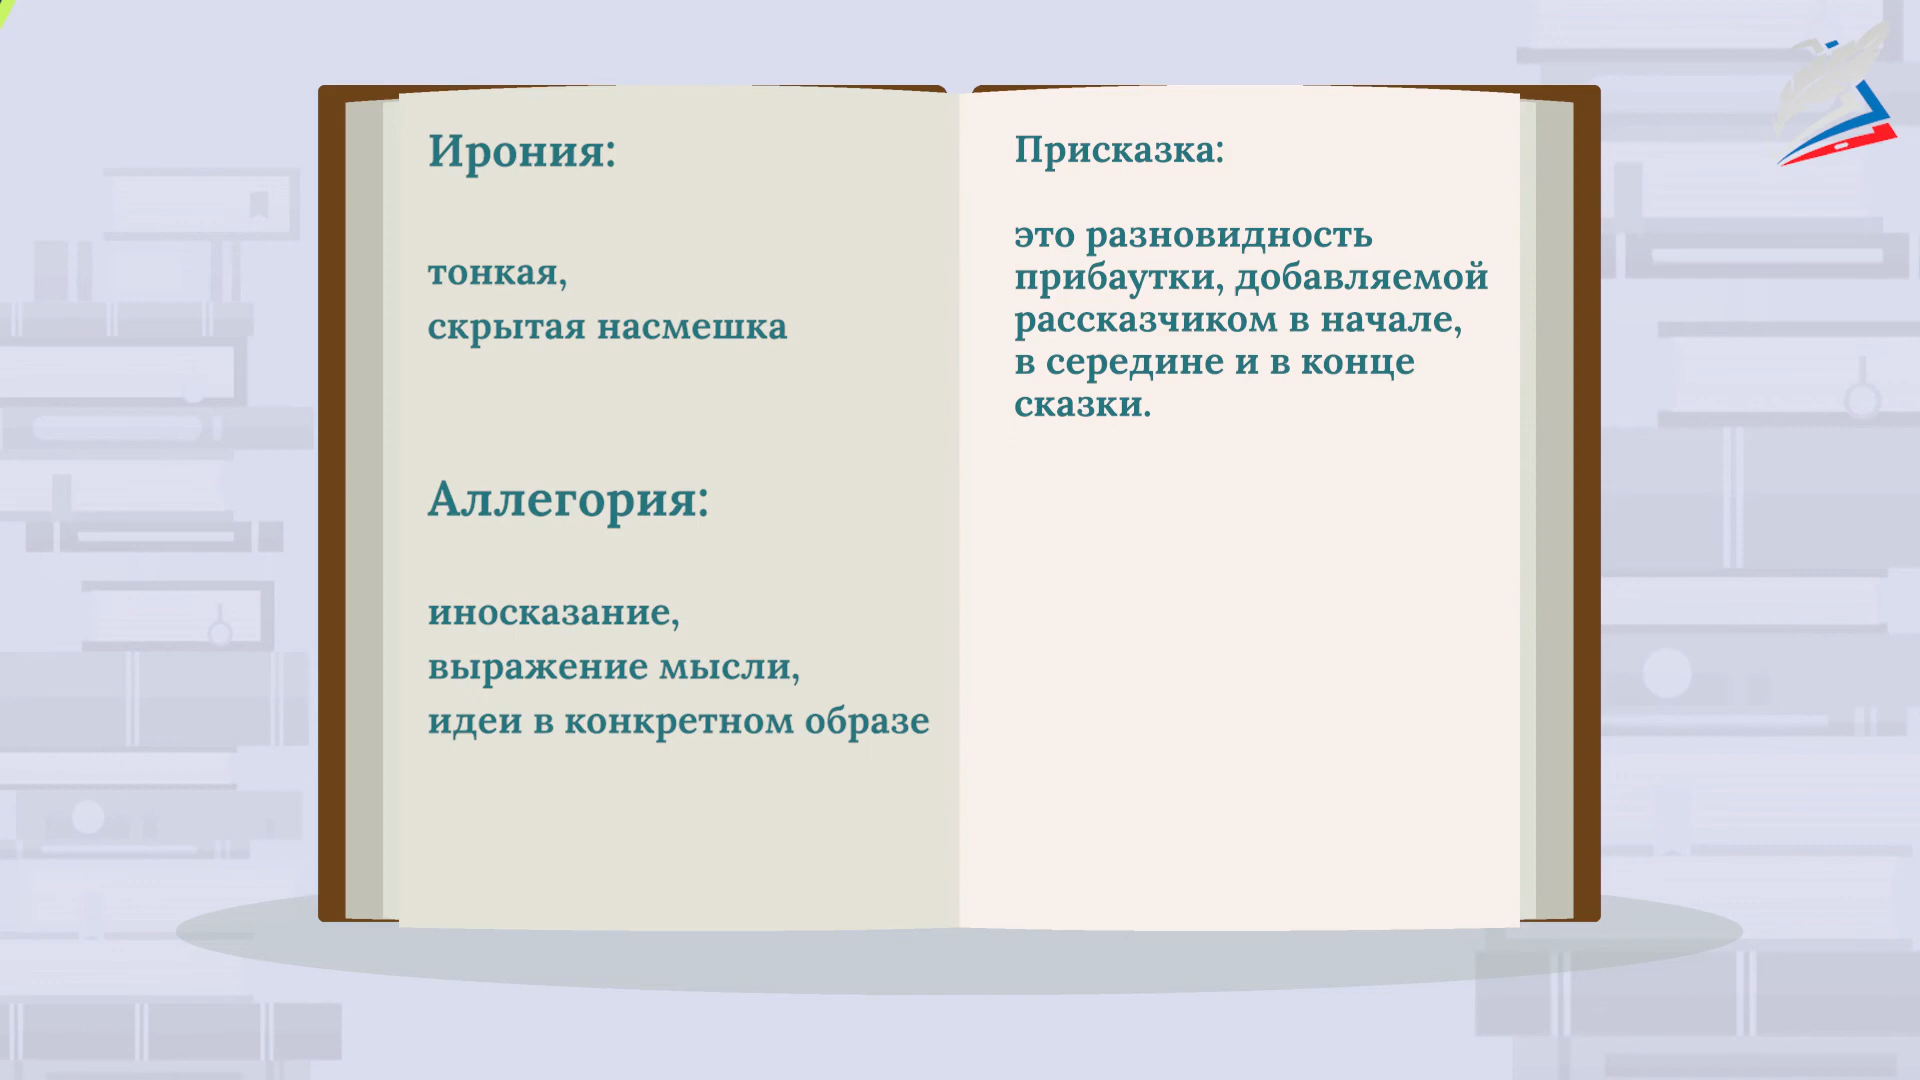 Ирония:
тонкая,
скрытая насмешка
Аллегория:
иносказание,
выражение мысли,
идеи в конкретном образе
Присказка:
это разновидность
прибаутки, добавляемой
рассказчиком в начале,
в середине и в конце
сказки.